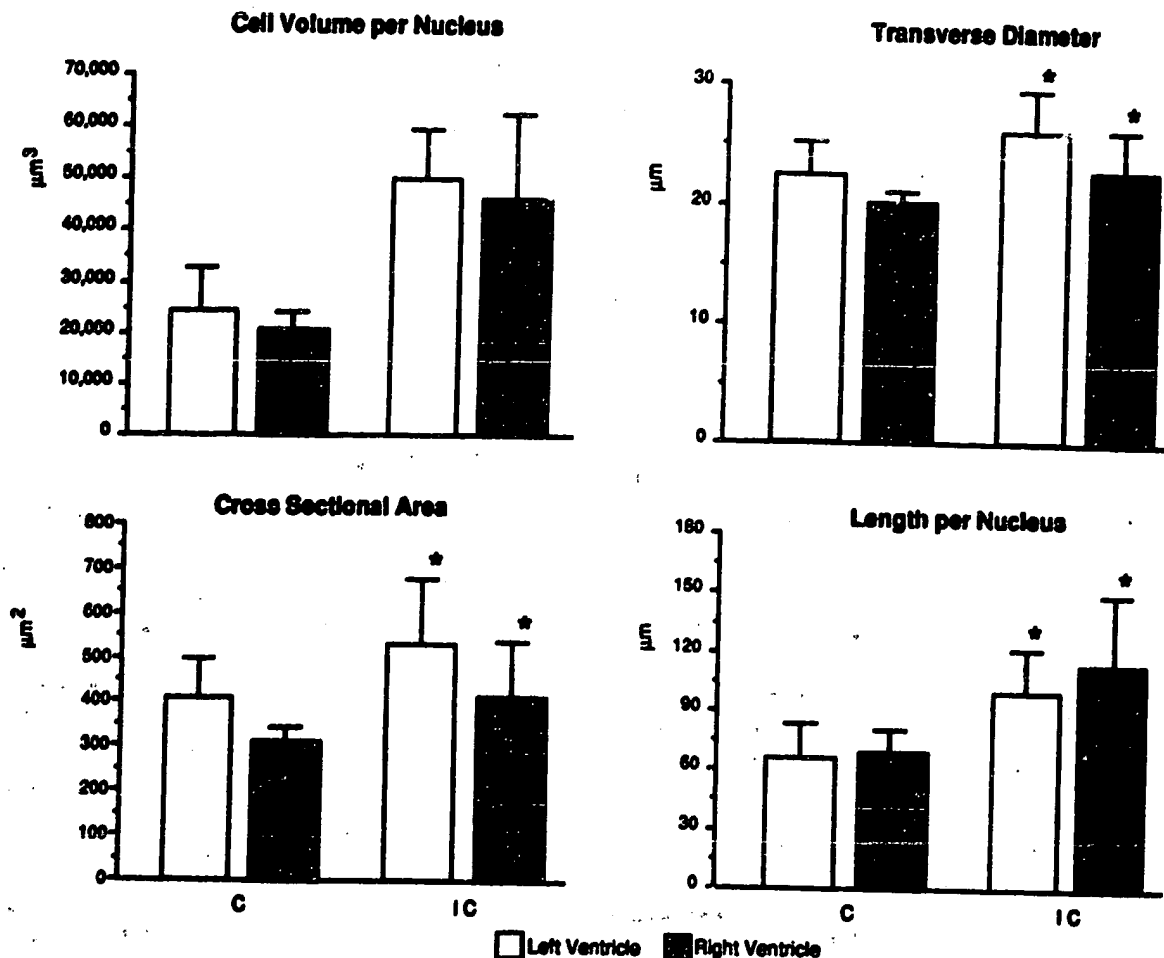 Cell Volume per Nucleus
70,000
60,000
50,000
40,000
30,000
20,000
10,000
0
μm³
Transverse Diameter
30
20
10
0
μm
*
*
Cross Sectional Area
800
700
600
500
400
300
200
100
0
μm²
*
*
C
IC
Length per Nucleus
180
150
120
90
60
30
0
μm
*
*
C
IC
Left Ventricle
Right Ventricle